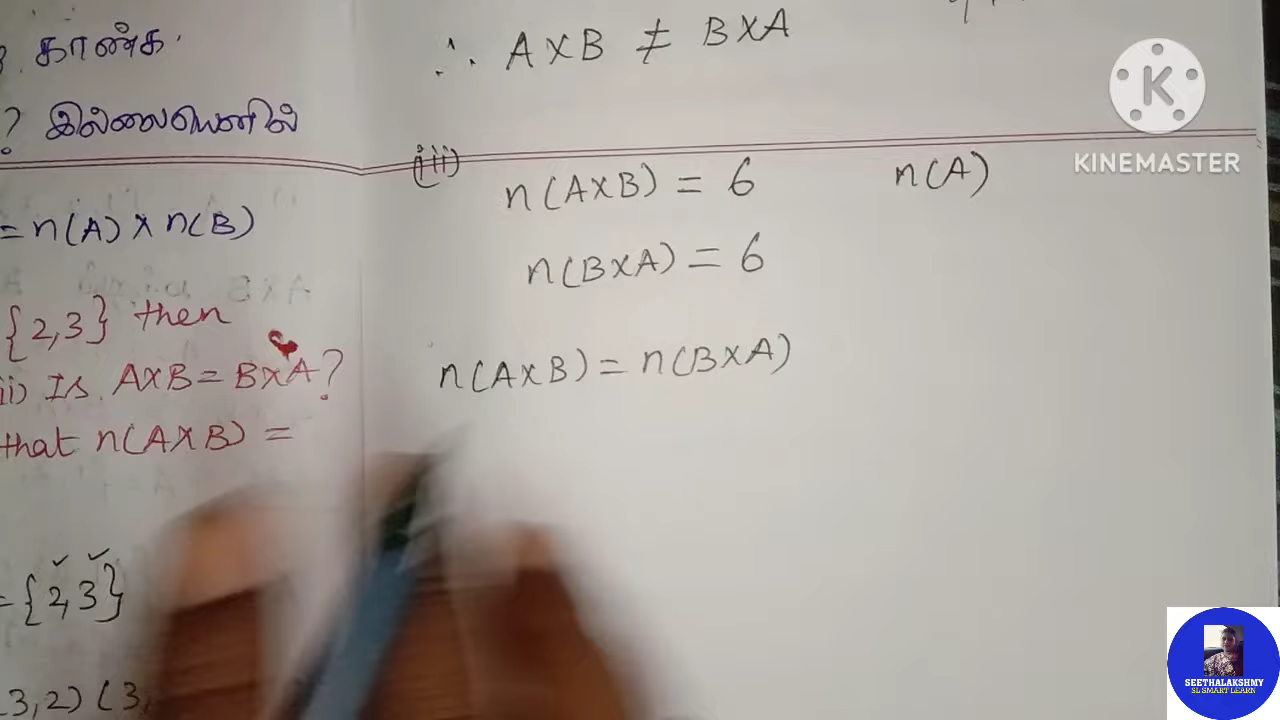 காண்க.
? இல்லையெனில்
= n(A) × n(B)
{2,3} then
ii) Is A×B = B×A?
that n(A×B) =
= {2,3}
3,2) (3,
∴ A×B ≠ B×A
(iii)
n(A×B) = 6 n(A)
n(B×A) = 6
n(A×B) = n(B×A)
KINEMASTER
SEETHALAKSHMY
SL SMART LEARN